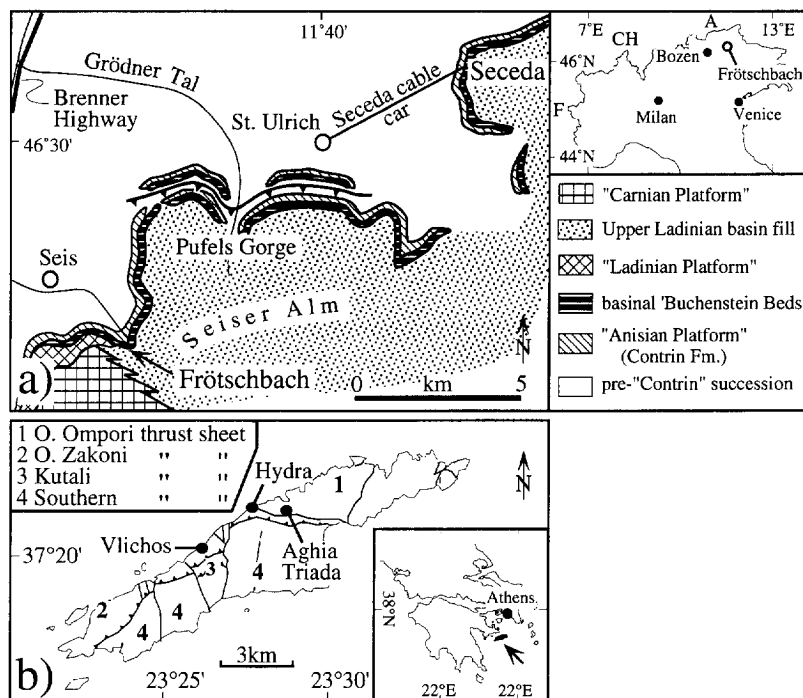 11°40'
Grödner Tal
Brenner
Highway
46°30'
St. Ulrich
Seceda cable
car
Seceda
Pufels Gorge
Seis
Seiser Alm
Frötschbach
N
0 km 5
a)
7°E
13°E
CH
A
46°N
Bozen
Frötschbach
F
Milan
Venice
44°N
"Carnian Platform"
Upper Ladinian basin fill
"Ladinian Platform"
basinal 'Buchenstein Beds
"Anisian Platform"
(Contrin Fm.)
pre-"Contrin" succession
1 O. Ompori thrust sheet
2 O. Zakoni " "
3 Kutali " "
4 Southern " "
Hydra
1
N
37°20
Vlichos
Aghia
Triada
3
4
2
4
4
b)
3km
23°25
23°30
38°N
Athens
22°E
22°E